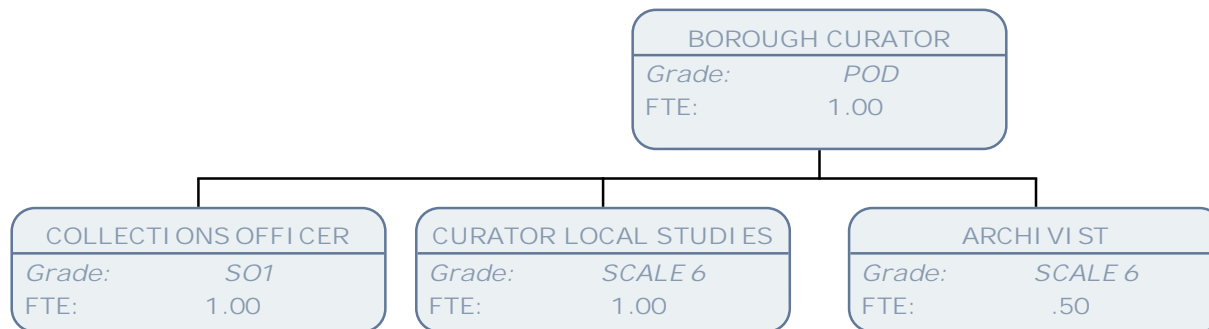 BOROUGH CURATOR
Grade: POD
FTE: 1.00
COLLECTIONS OFFICER
Grade: SO1
FTE: 1.00
CURATOR LOCAL STUDIES
Grade: SCALE 6
FTE: 1.00
ARCHIVIST
Grade: SCALE 6
FTE: .50